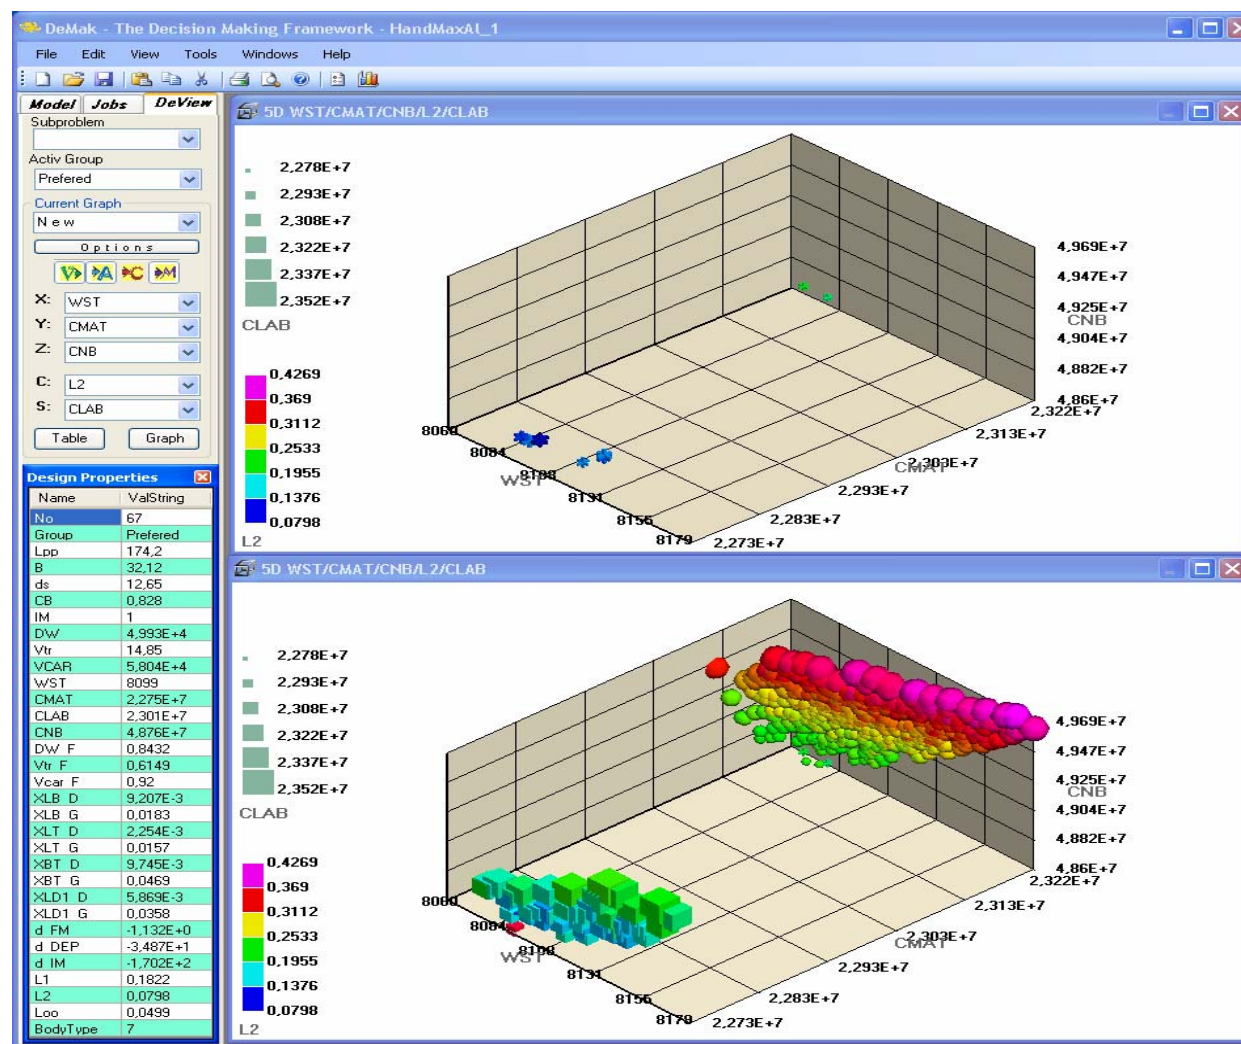 DeMak - The Decision Making Framework - HandMaxAL_1
File Edit View Tools Windows Help
Model Jobs DeView
Subproblem
Activ Group
Prefered
Current Graph
New
Options
V A C M
X: WST
Y: CMAT
Z: CNB
C: L2
S: CLAB
Table Graph
Design Properties
Name ValString
No 67
Group Prefered
Lpp 174,2
B 32,12
ds 12,65
CB 0,828
IM 1
DW 4,993E+4
Vtr 14,85
VCAR 5,804E+4
WST 8099
CMAT 2,275E+7
CLAB 2,301E+7
CNB 4,876E+7
DW F 0,8432
Vtr F 0,6149
Vcar F 0,92
XLB D 9,207E-3
XLB G 0,0183
XLT D 2,254E-3
XLT G 0,0157
XBT D 9,745E-3
XBT G 0,0469
XLD1 D 5,869E-3
XLD1 G 0,0358
d FM -1,132E+0
d DEP -3,487E+1
d IM -1,702E+2
L1 0,1822
L2 0,0798
Loo 0,0499
BodyType 7
5D WST/CMAT/CNB/L2/CLAB
2,278E+7
2,293E+7
2,308E+7
2,322E+7
2,337E+7
2,352E+7
CLAB
0,4269
0,369
0,3112
0,2533
0,1955
0,1376
0,0798
L2
4,969E+7
4,947E+7
4,925E+7
CNB
4,904E+7
4,882E+7
4,86E+7
2,322E+7
2,313E+7
2,303E+7
CMAT
2,293E+7
2,283E+7
2,273E+7
8060
8084
8108
WST
8131
8155
8179
5D WST/CMAT/CNB/L2/CLAB
2,278E+7
2,293E+7
2,308E+7
2,322E+7
2,337E+7
2,352E+7
CLAB
0,4269
0,369
0,3112
0,2533
0,1955
0,1376
0,0798
L2
4,969E+7
4,947E+7
4,925E+7
CNB
4,904E+7
4,882E+7
4,86E+7
2,322E+7
2,313E+7
2,303E+7
CMAT
2,293E+7
2,283E+7
2,273E+7
8060
8084
8108
WST
8131
8155
8179